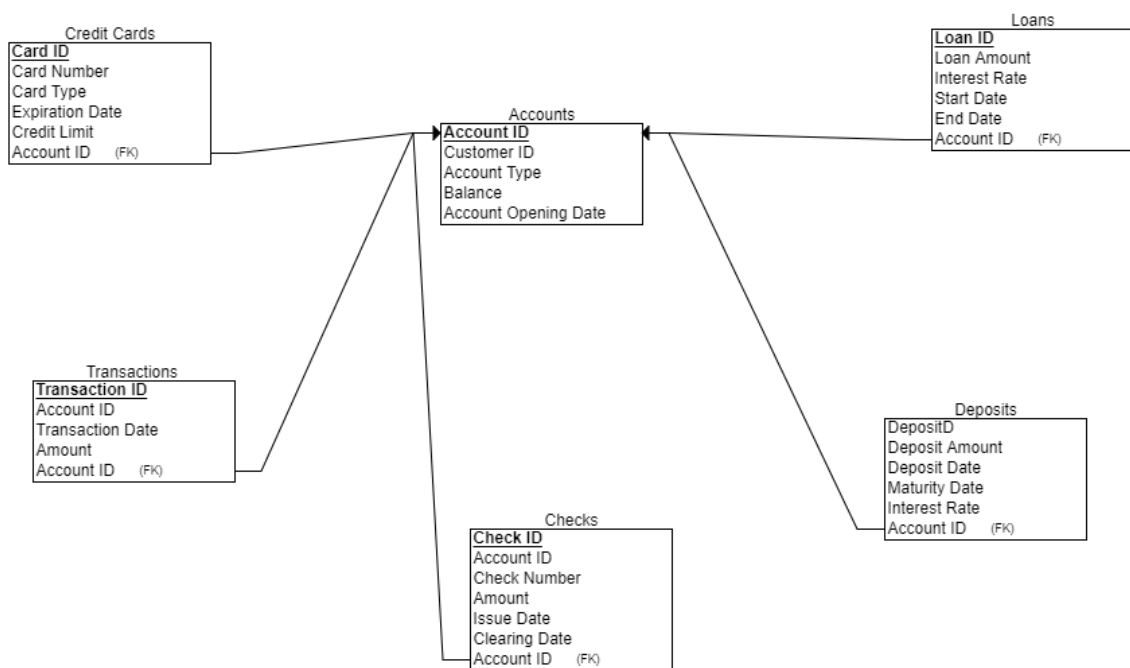 Credit Cards
Card ID
Card Number
Card Type
Expiration Date
Credit Limit
Account ID (FK)
Loans
Loan ID
Loan Amount
Interest Rate
Start Date
End Date
Account ID (FK)
Accounts
Account ID
Customer ID
Account Type
Balance
Account Opening Date
Transactions
Transaction ID
Account ID
Transaction Date
Amount
Account ID (FK)
Deposits
DepositD
Deposit Amount
Deposit Date
Maturity Date
Interest Rate
Account ID (FK)
Checks
Check ID
Account ID
Check Number
Amount
Issue Date
Clearing Date
Account ID (FK)